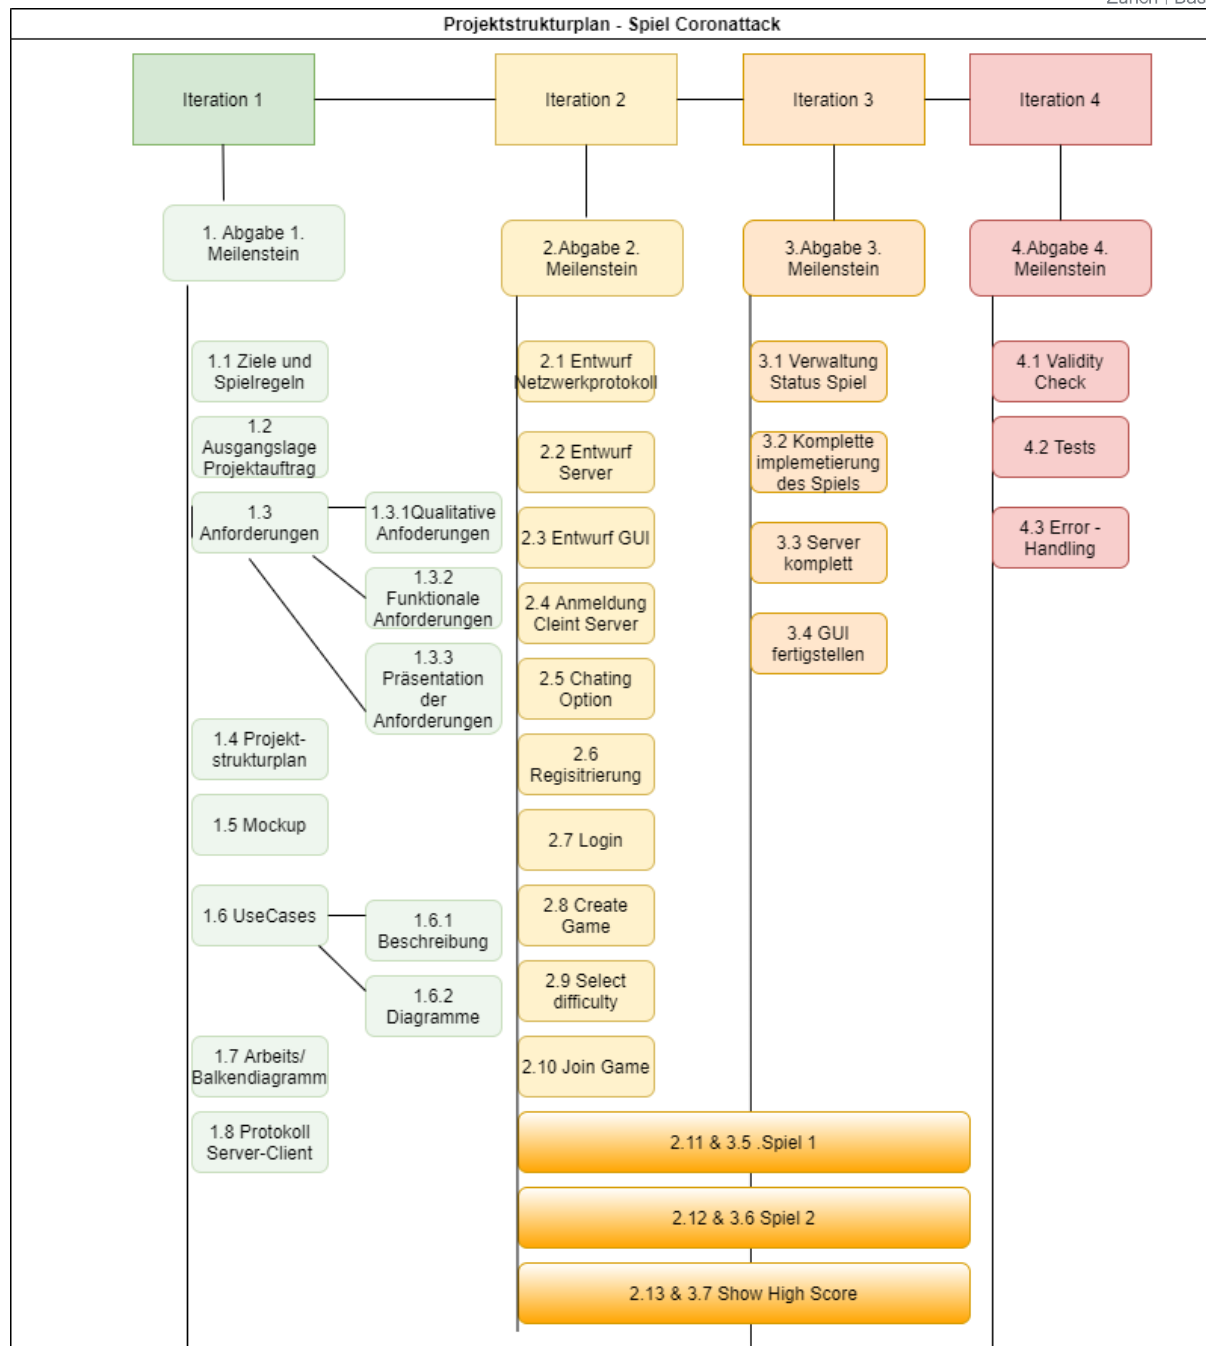 Projektstrukturplan - Spiel Coronattack
Iteration 1
Iteration 2
Iteration 3
Iteration 4
1. Abgabe 1.
Meilenstein
2.Abgabe 2.
Meilenstein
3.Abgabe 3.
Meilenstein
4.Abgabe 4.
Meilenstein
1.1 Ziele und
Spielregeln
1.2
Ausgangslage
Projektauftrag
1.3
Anforderungen
1.3.1Qualitative
Anfoderungen
1.3.2
Funktionale
Anforderungen
1.3.3
Präsentation
der
Anforderungen
1.4 Projekt-
strukturplan
1.5 Mockup
1.6 UseCases
1.6.1
Beschreibung
1.6.2
Diagramme
1.7 Arbeits/
Balkendiagramm
1.8 Protokoll
Server-Client
2.1 Entwurf
Netzwerkprotokoll
2.2 Entwurf
Server
2.3 Entwurf GUI
2.4 Anmeldung
Cleint Server
2.5 Chating
Option
2.6
Regisitrierung
2.7 Login
2.8 Create
Game
2.9 Select
difficulty
2.10 Join Game
3.1 Verwaltung
Status Spiel
3.2 Komplette
implemetierung
des Spiels
3.3 Server
komplett
3.4 GUI
fertigstellen
4.1 Validity
Check
4.2 Tests
4.3 Error -
Handling
2.11 & 3.5 .Spiel 1
2.12 & 3.6 Spiel 2
2.13 & 3.7 Show High Score